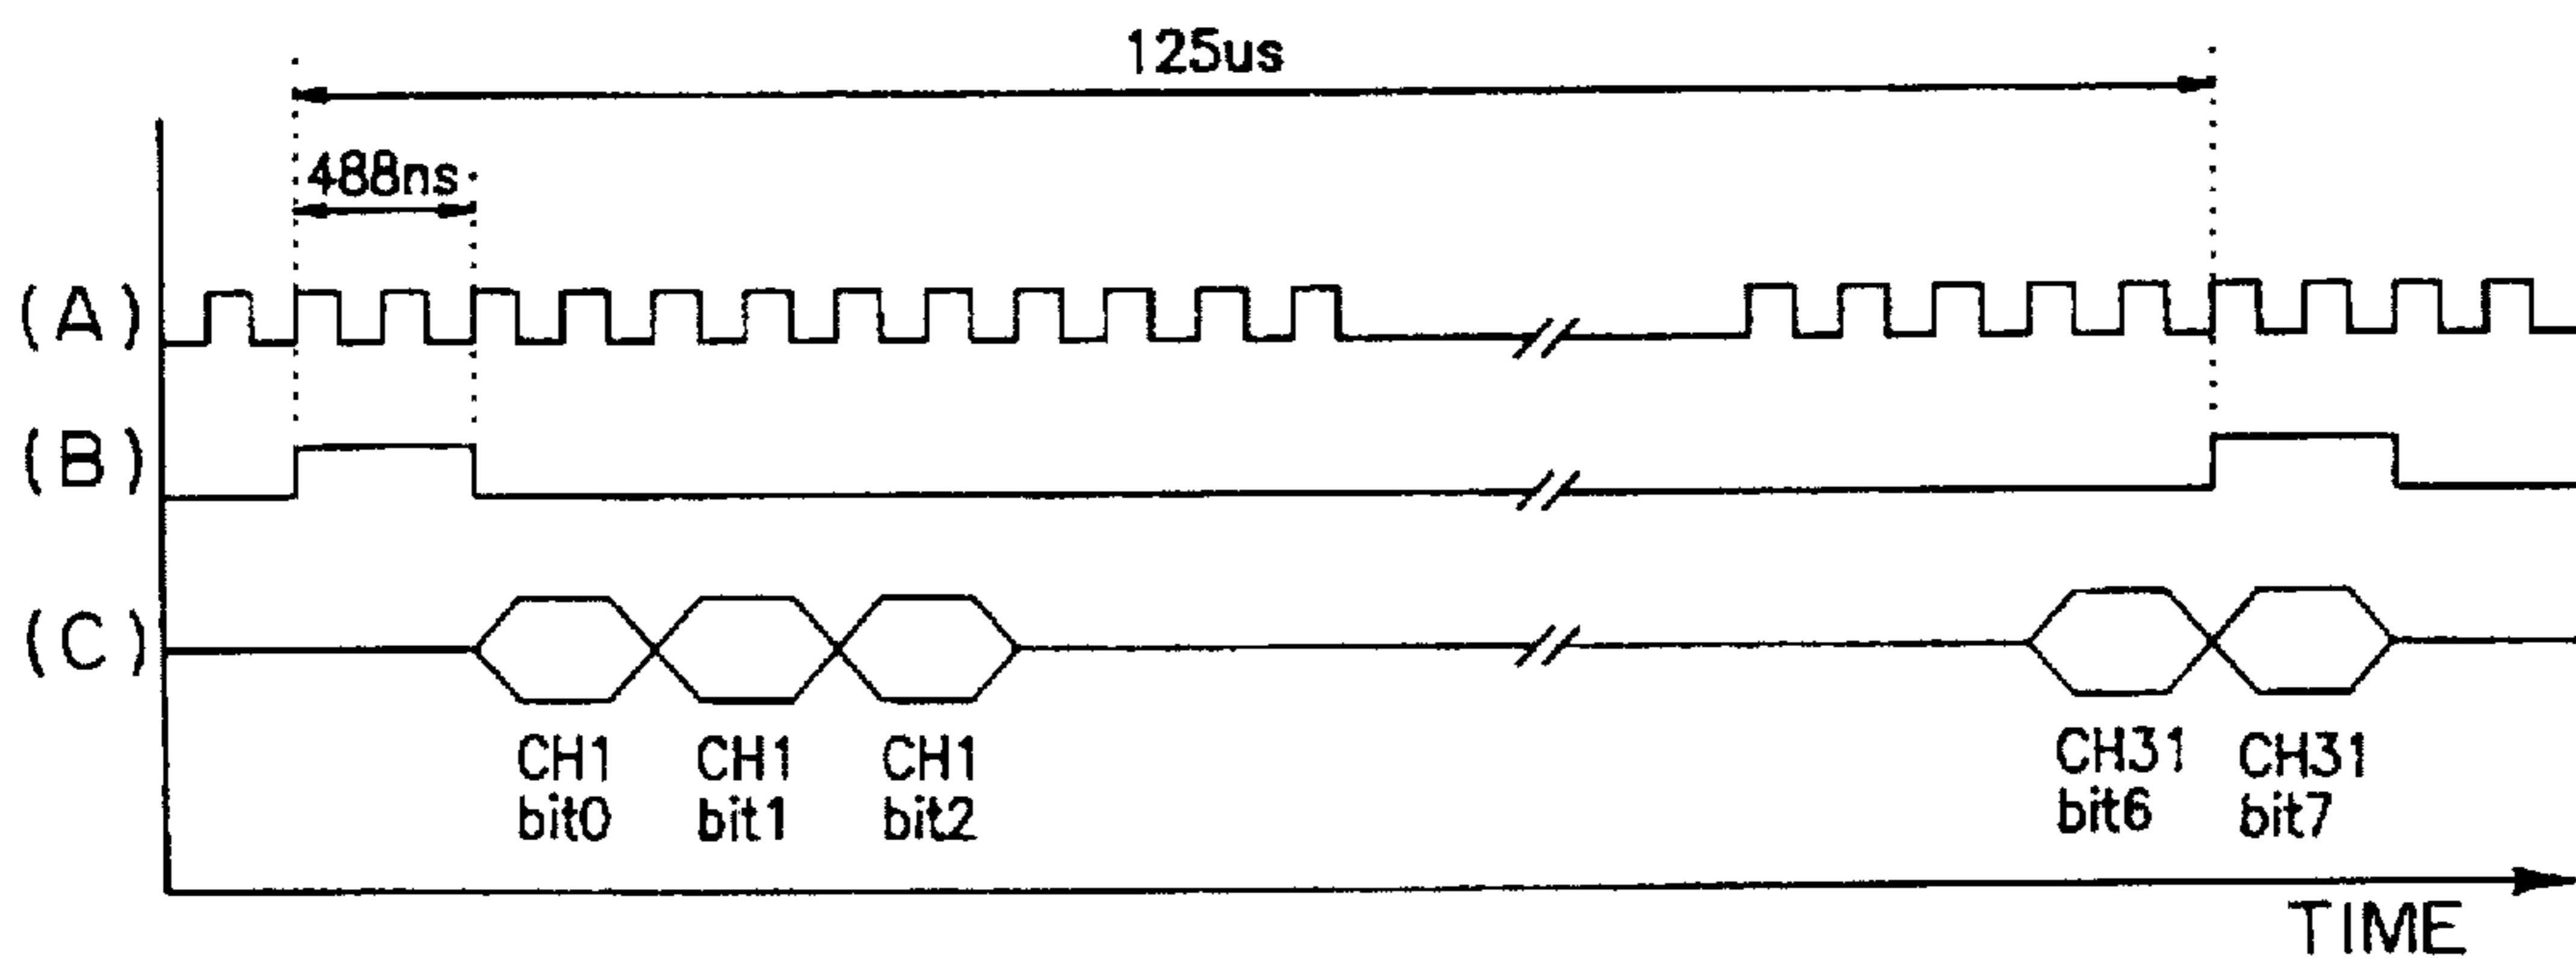 125us
488ns
(A)
(B)
(C)
CH1 bit0
CH1 bit1
CH1 bit2
CH31 bit6
CH31 bit7
TIME